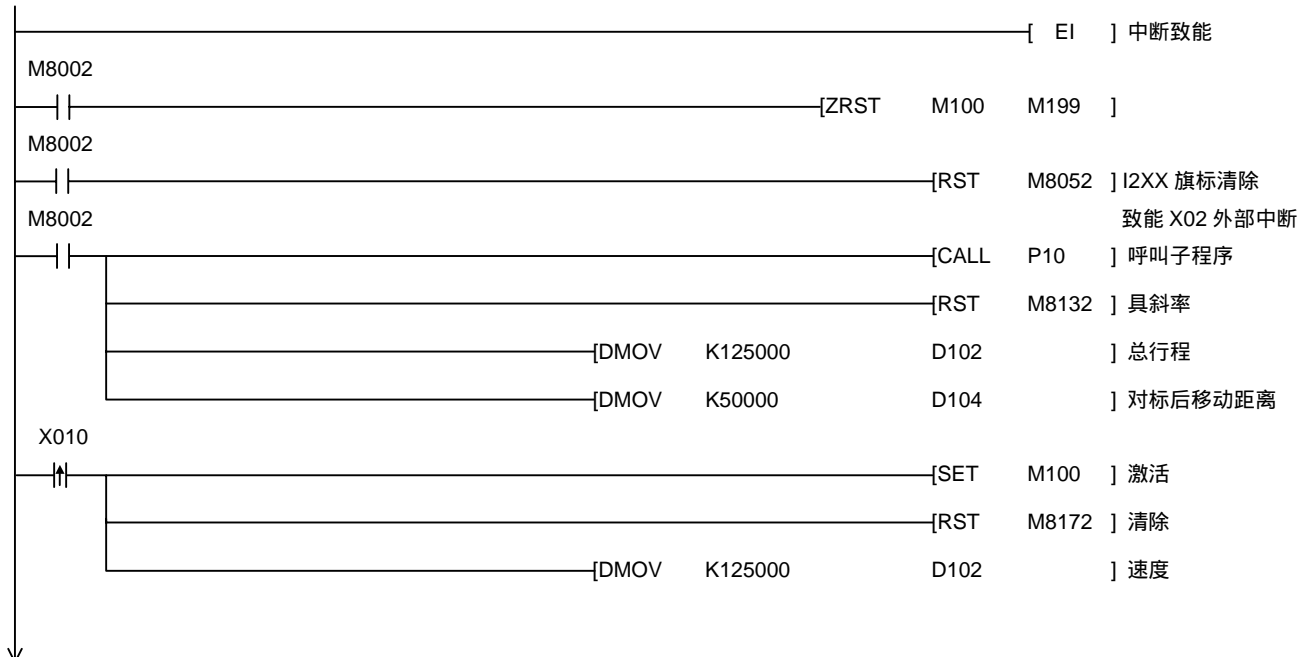 [ EI ] 中断致能
M8002
[ZRST M100 M199 ]
M8002
[RST M8052 ] I2XX 旗标清除
M8002 致能 X02 外部中断
[CALL P10 ] 呼叫子程序
[RST M8132 ] 具斜率
[DMOV K125000 D102 ] 总行程
[DMOV K50000 D104 ] 对标后移动距离
X010
[SET M100 ] 激活
[RST M8172 ] 清除
[DMOV K125000 D102 ] 速度